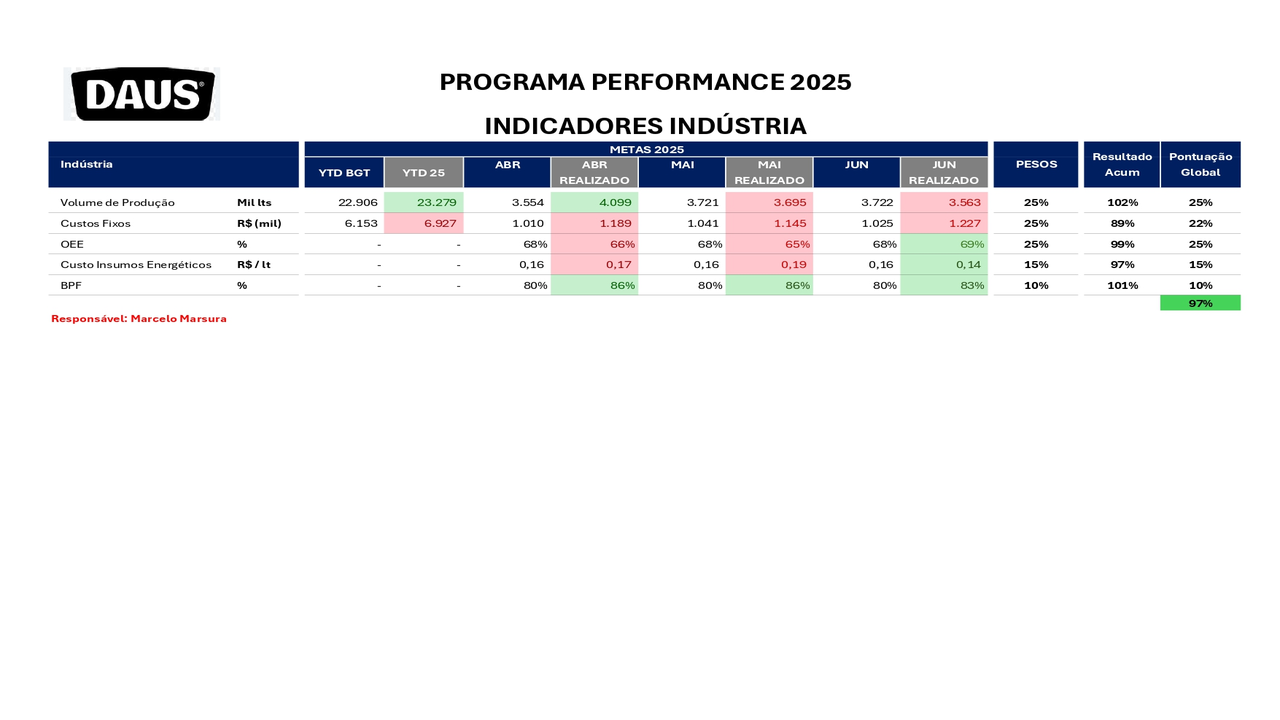 DAUS®
PROGRAMA PERFORMANCE 2025
INDICADORES INDÚSTRIA
METAS 2025
Indústria YTD BGT YTD 25 ABR ABR REALIZADO MAI MAI REALIZADO JUN JUN REALIZADO PESOS Resultado Acum Pontuação Global
Volume de Produção Mil lts 22.906 23.279 3.554 4.099 3.721 3.695 3.722 3.563 25% 102% 25%
Custos Fixos R$ (mil) 6.153 6.927 1.010 1.189 1.041 1.145 1.025 1.227 25% 89% 22%
OEE % - - 68% 66% 68% 65% 68% 69% 25% 99% 25%
Custo Insumos Energéticos R$ / lt - - 0,16 0,17 0,16 0,19 0,16 0,14 15% 97% 15%
BPF % - - 80% 86% 80% 86% 80% 83% 10% 101% 10%
97%
Responsável: Marcelo Marsura